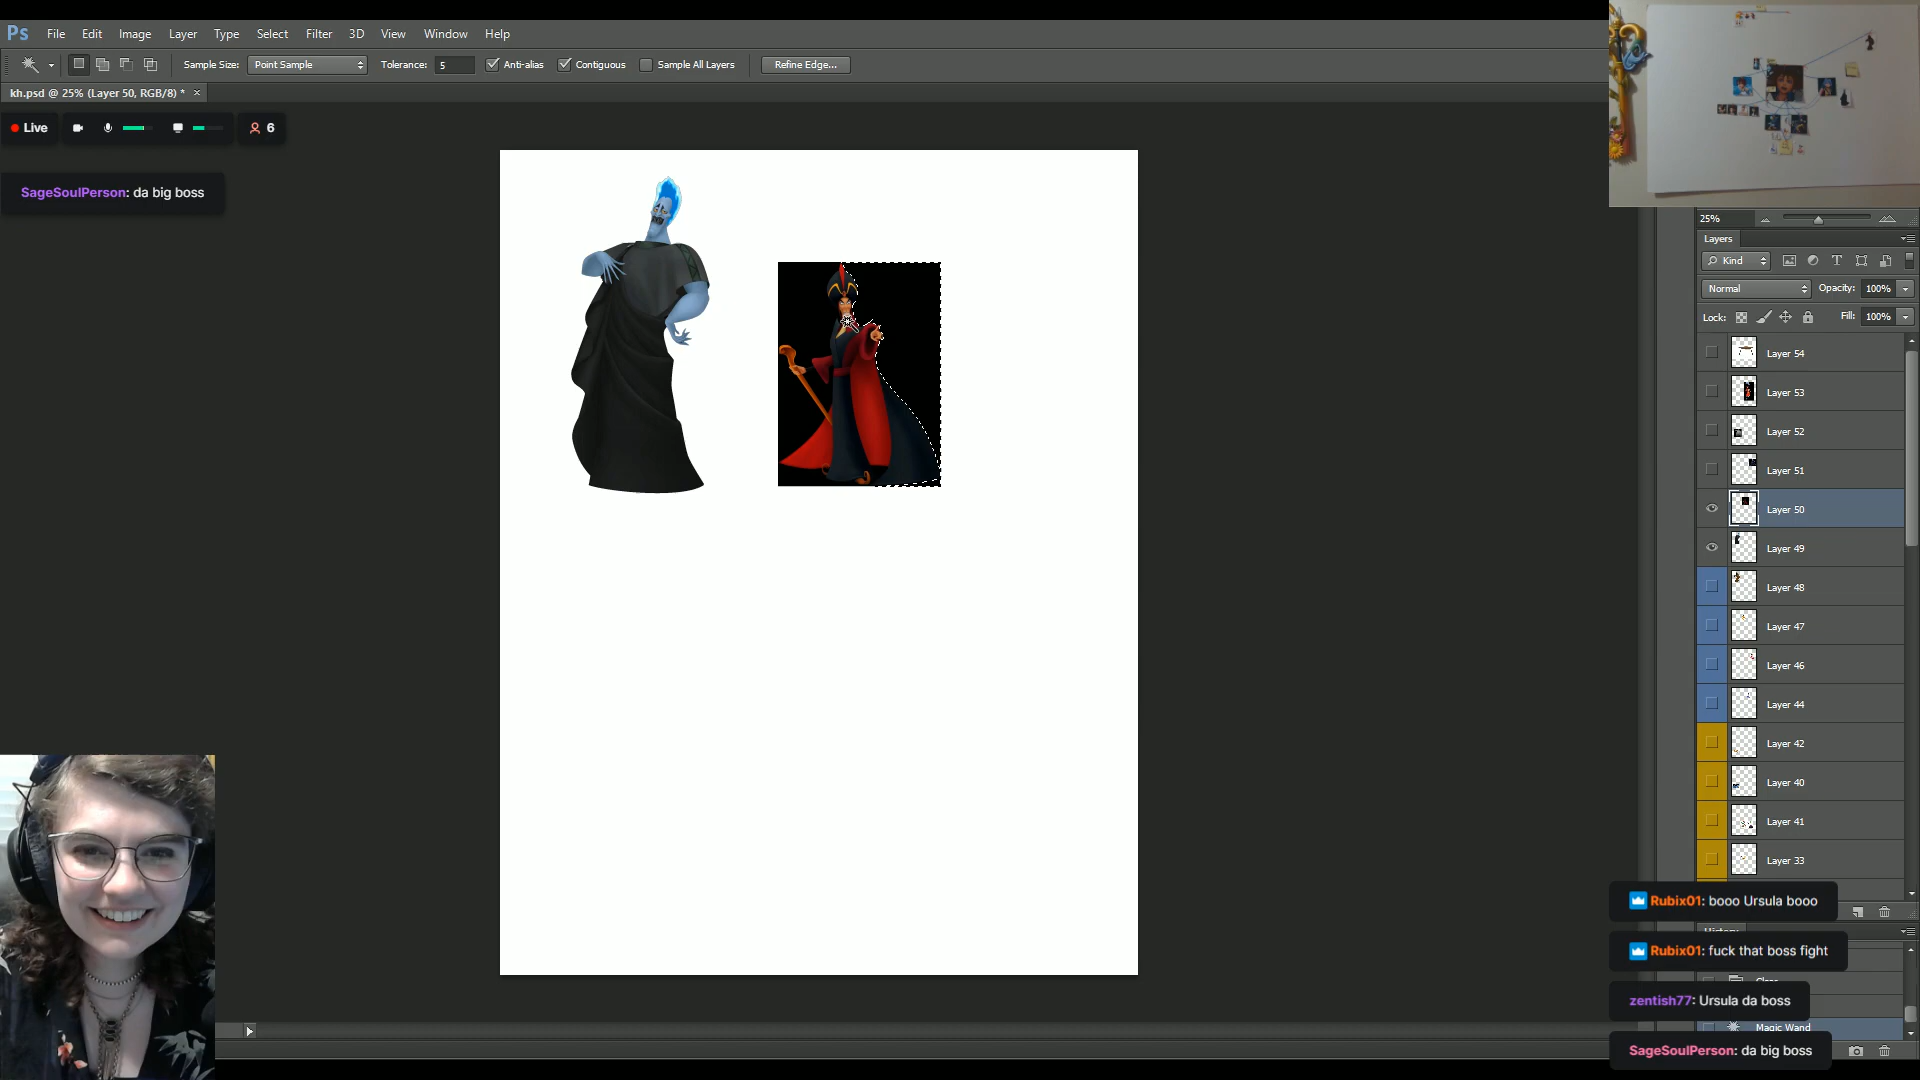 Ps File Edit Image Layer Type Select Filter 3D View Window Help
Sample Size: Point Sample Tolerance: 5 Anti-alias Contiguous Sample All Layers Refine Edge...
kh.psd @ 25% (Layer 50, RGB/8) * ×
Live 6
SageSoulPerson: da big boss
25%
Layers
Kind
Normal Opacity: 100%
Lock: Fill: 100%
Layer 54
Layer 53
Layer 52
Layer 51
Layer 50
Layer 49
Layer 48
Layer 47
Layer 46
Layer 44
Layer 42
Layer 40
Layer 41
Layer 33
Rubix01: booo Ursula booo
Rubix01: fuck that boss fight
zentish77: Ursula da boss
Magic Wand
SageSoulPerson: da big boss